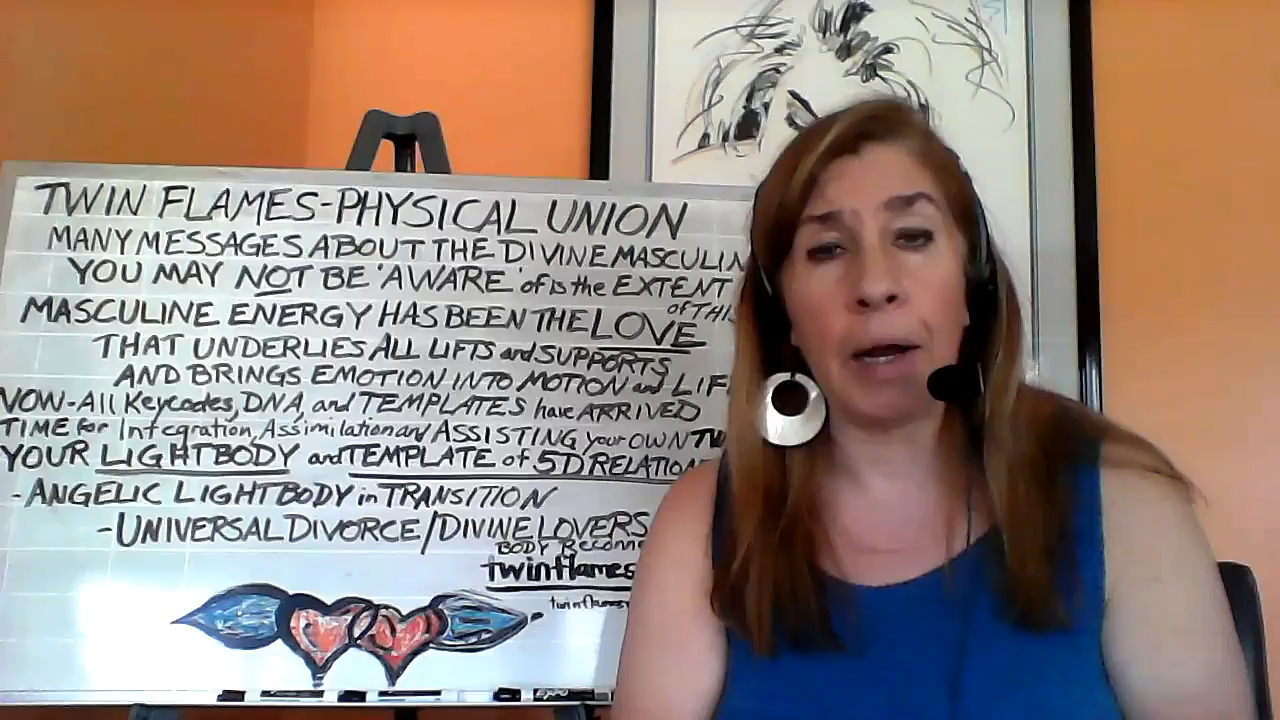 TWIN FLAMES-PHYSICAL UNION
MANY MESSAGES ABOUT THE DIVINE MASCULIN
YOU MAY NOT BE 'AWARE' of is the EXTENT
of THIS
MASCULINE ENERGY HAS BEEN THE LOVE
THAT UNDERLIES ALL LIFTS and SUPPORTS
AND BRINGS EMOTION INTO MOTION and LIF
NOW-All Keycodes, DNA, and TEMPLATES have ARRIVED
TIME for Integration, Assimilation and ASSISTING your OWN TW
YOUR LIGHTBODY and TEMPLATE of 5D RELATION
-ANGELIC LIGHTBODY in TRANSITION
-UNIVERSAL DIVORCE/DIVINE LOVERS
BODY Recom
twinflames
twinflames
EXPO